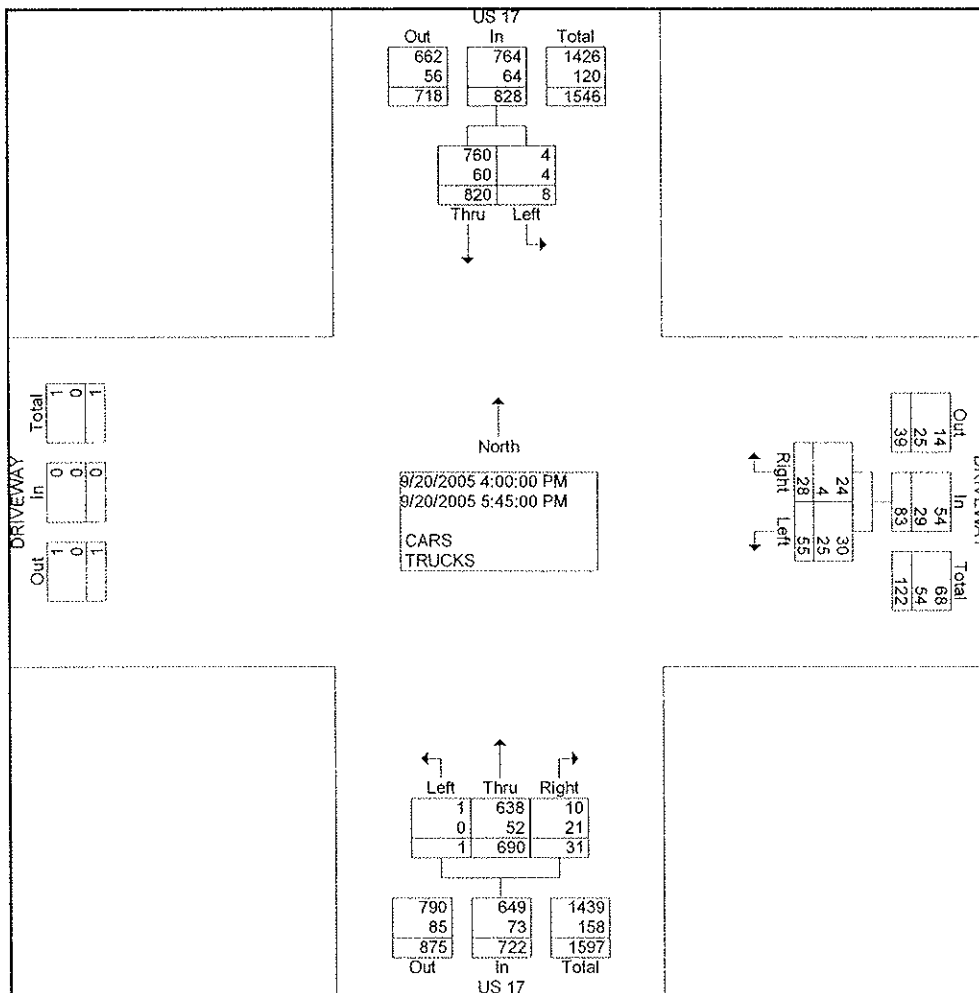 US 17
Out In Total
662 764 1426
56 64 120
718 828 1546
760 4
60 4
820 8
Thru Left
DRIVEWAY
Total
1 0 1
In
0 0 0
Out
1 0 1
North
9/20/2005 4:00:00 PM
9/20/2005 5:45:00 PM
CARS
TRUCKS
Right Left
24 30
4 25
28 55
DRIVEWAY
Out In Total
14 54 68
25 29 54
39 83 122
Left Thru Right
1 638 10
0 52 21
1 690 31
790 649 1439
85 73 158
875 722 1597
Out In Total
US 17